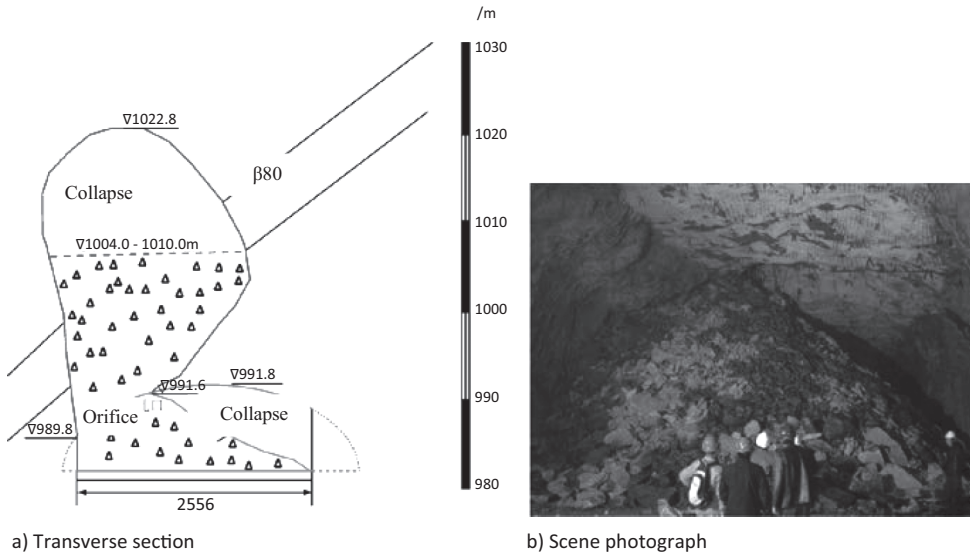 /m
1030
∇1022.8
1020
β80
Collapse
1010
∇1004.0 - 1010.0m
1000
∇991.8
∇991.6
990
Orifice
Collapse
∇989.8
980
2556
a) Transverse section
b) Scene photograph